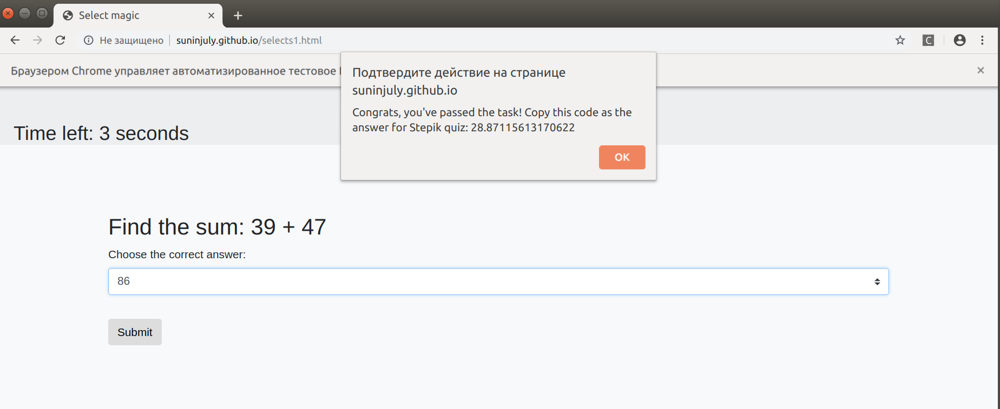 Select magic
Не защищено suninjuly.github.io/selects1.html
C
Браузером Chrome управляет автоматизированное тестовое
Подтвердите действие на странице
suninjuly.github.io
Congrats, you've passed the task! Copy this code as the
answer for Stepik quiz: 28.87115613170622
OK
Time left: 3 seconds
Find the sum: 39 + 47
Choose the correct answer:
86
Submit